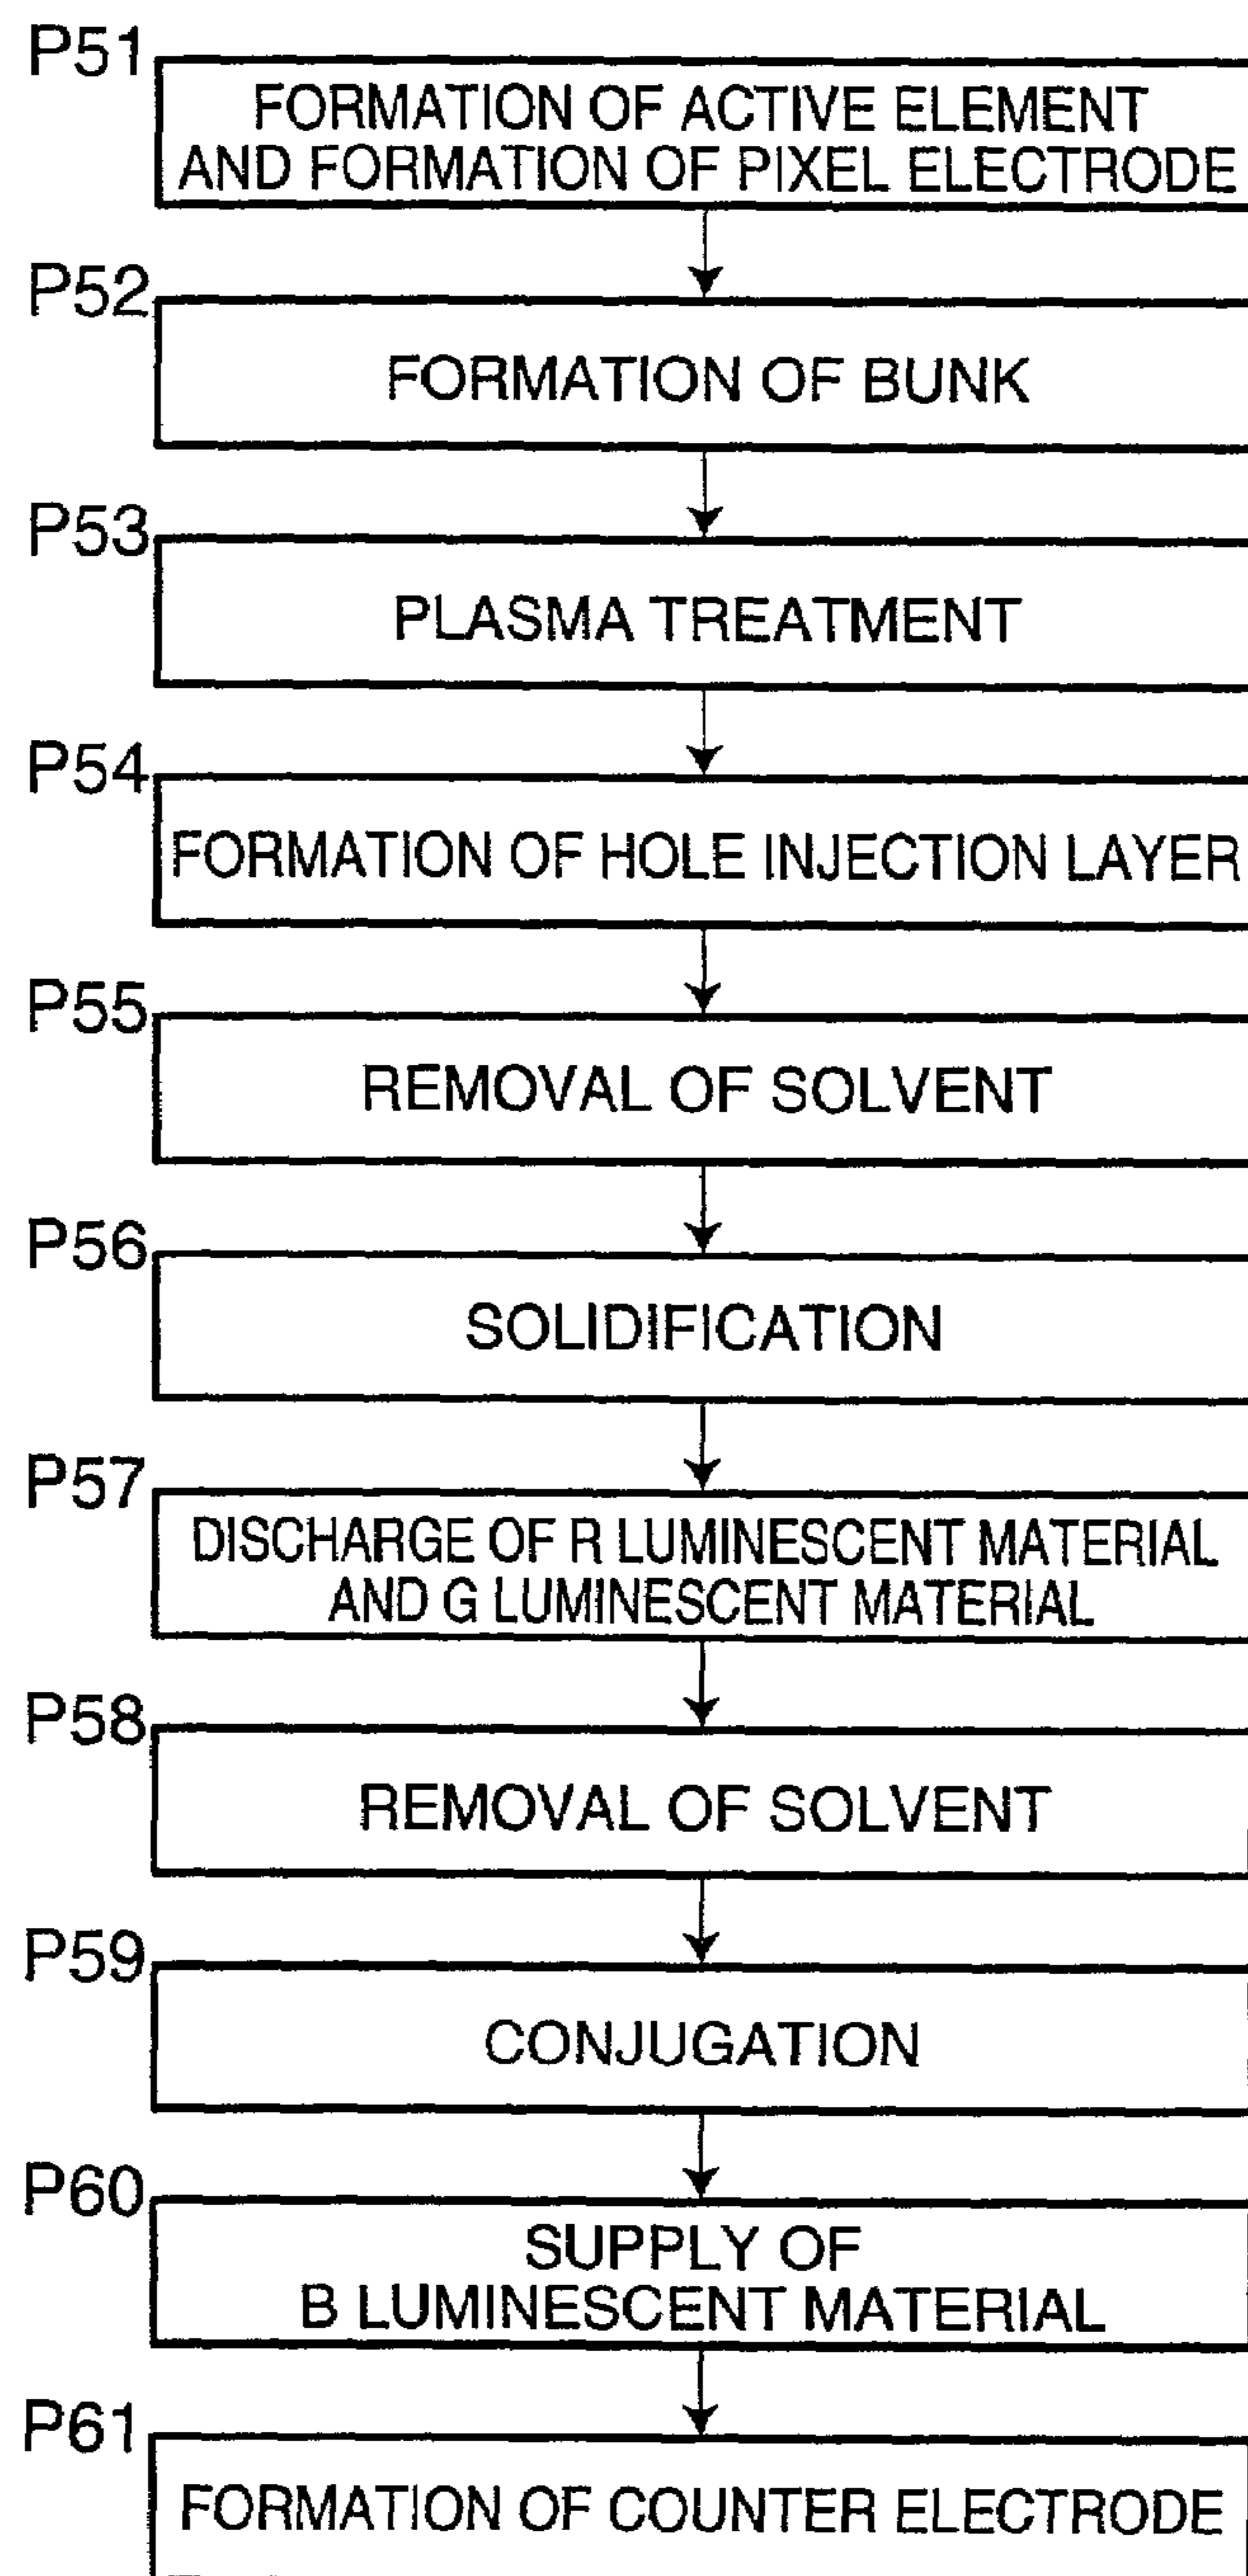 P51
FORMATION OF ACTIVE ELEMENT
AND FORMATION OF PIXEL ELECTRODE
P52
FORMATION OF BUNK
P53
PLASMA TREATMENT
P54
FORMATION OF HOLE INJECTION LAYER
P55
REMOVAL OF SOLVENT
P56
SOLIDIFICATION
P57
DISCHARGE OF R LUMINESCENT MATERIAL
AND G LUMINESCENT MATERIAL
P58
REMOVAL OF SOLVENT
P59
CONJUGATION
P60
SUPPLY OF
B LUMINESCENT MATERIAL
P61
FORMATION OF COUNTER ELECTRODE